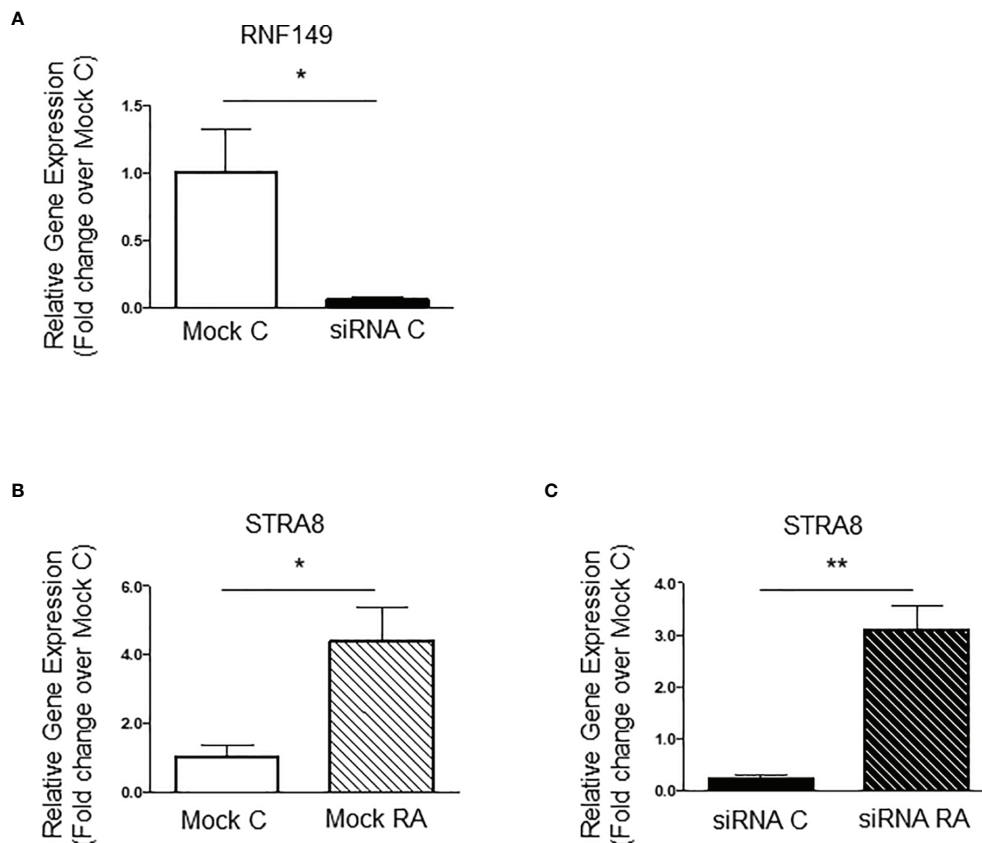 A
RNF149
*
Relative Gene Expression
(Fold change over Mock C)
1.5
1.0
0.5
0.0
Mock C
siRNA C
B
STRA8
*
Relative Gene Expression
(Fold change over Mock C)
6.0
4.0
2.0
0.0
Mock C
Mock RA
C
STRA8
**
Relative Gene Expression
(Fold change over Mock C)
4.0
3.0
2.0
1.0
0.0
siRNA C
siRNA RA